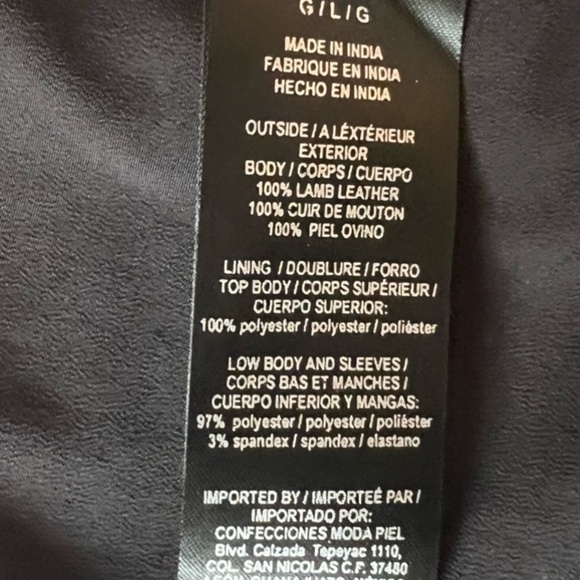 G / L / G
MADE IN INDIA
FABRIQUE EN INDIA
HECHO EN INDIA
OUTSIDE / A LÉXTÉRIEUR
EXTERIOR
BODY / CORPS / CUERPO
100% LAMB LEATHER
100% CUIR DE MOUTON
100% PIEL OVINO
LINING / DOUBLURE / FORRO
TOP BODY / CORPS SUPÉRIEUR /
CUERPO SUPERIOR:
100% polyester / polyester / poliéster
LOW BODY AND SLEEVES /
CORPS BAS ET MANCHES /
CUERPO INFERIOR Y MANGAS:
97% polyester / polyester / poliéster
3% spandex / spandex / elastano
IMPORTED BY / IMPORTEÉ PAR /
IMPORTADO POR:
CONFECCIONES MODA PIEL
Blvd. Calzada Tepeyac 1110,
COL. SAN NICOLAS C.P. 37480